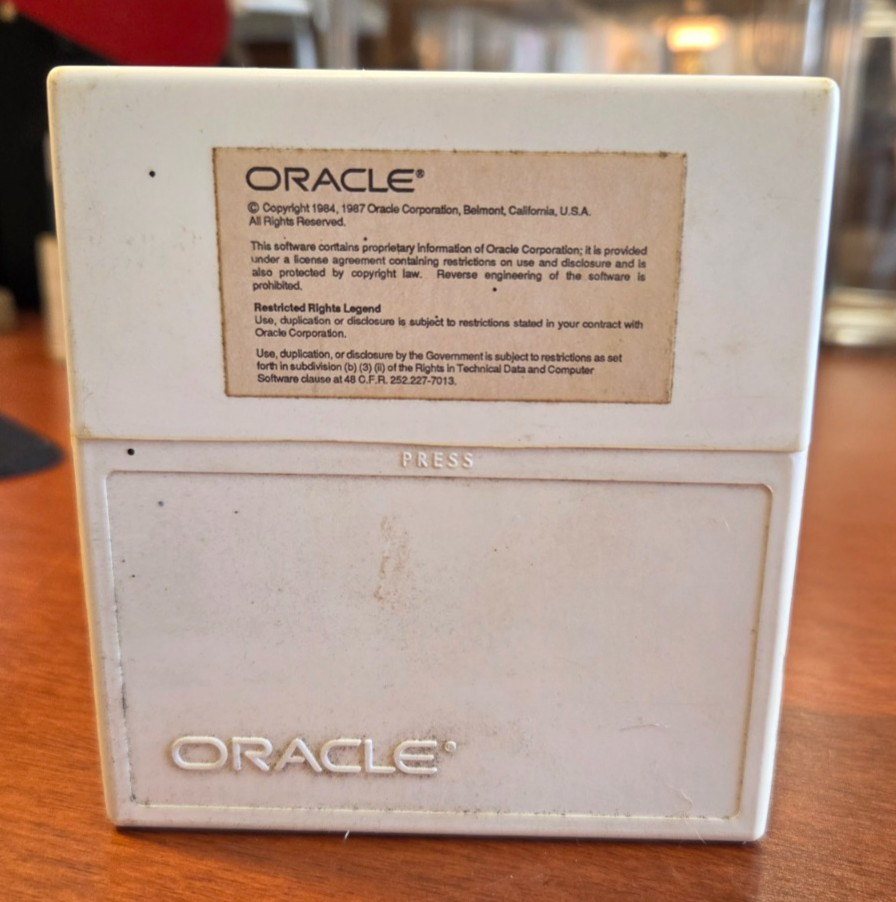 ORACLE®
© Copyright 1984, 1987 Oracle Corporation, Belmont, California, U.S.A.
All Rights Reserved.
This software contains proprietary information of Oracle Corporation; it is provided
under a license agreement containing restrictions on use and disclosure and is
also protected by copyright law. Reverse engineering of the software is
prohibited.
Restricted Rights Legend
Use, duplication or disclosure is subject to restrictions stated in your contract with
Oracle Corporation.
Use, duplication, or disclosure by the Government is subject to restrictions as set
forth in subdivision (b) (3) (ii) of the Rights in Technical Data and Computer
Software clause at 48 C.F.R. 252.227-7013.
PRESS
ORACLE®